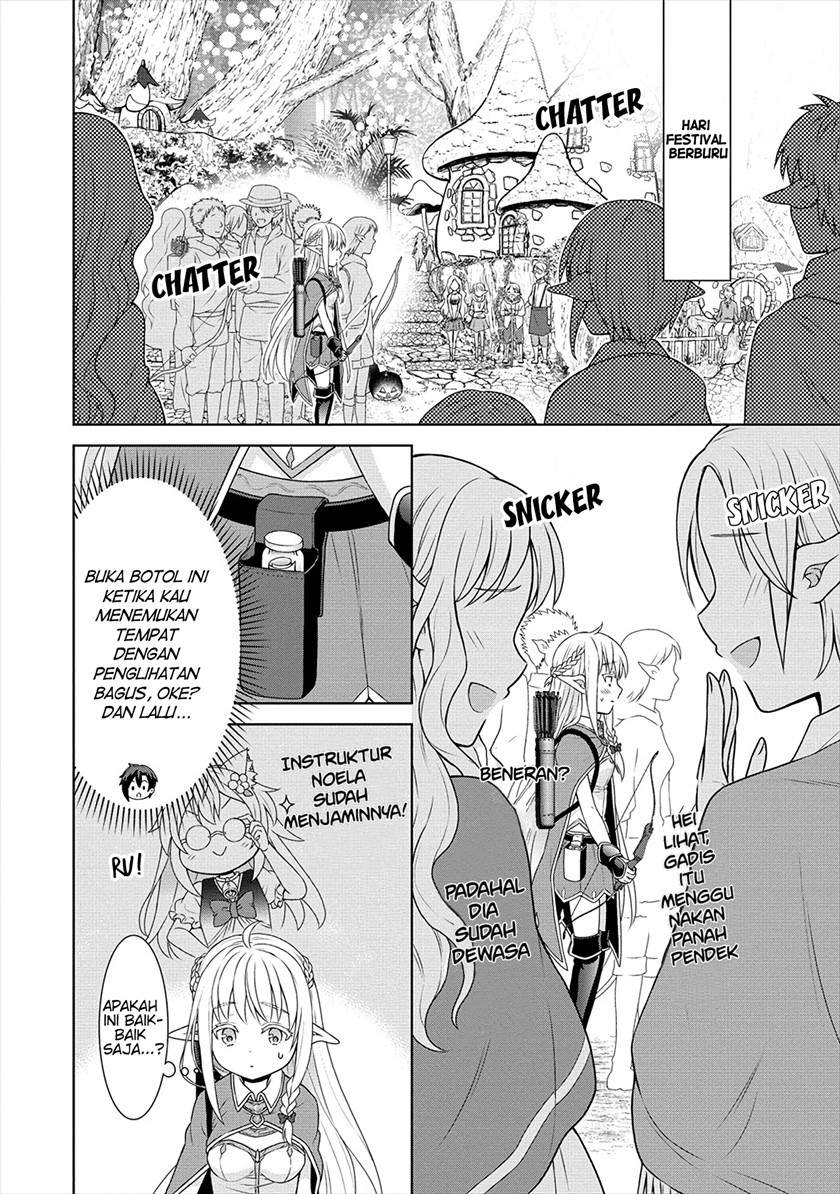 HARI
FESTIVAL
BERBURU
CHATTER
CHATTER
SNICKER
SNICKER
HEI
LIHAT,
GADIS
ITU
MENGGU
NAKAN
PANAH
PENDEK
BENERAN?
PADAHAL
DIA
SUDAH
DEWASA
BUKA BOTOL INI
KETIKA KAU
MENEMUKAN
TEMPAT
DENGAN
PENGLIHATAN
BAGUS, OKE?
DAN LALU...
INSTRUKTUR
NOELA
SUDAH
MENJAMINNYA!
RU!
APAKAH
INI BAIK-
BAIK
SAJA...?